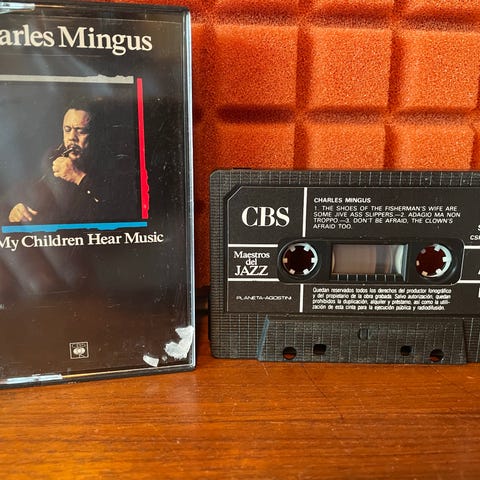 arles Mingus
My Children Hear Music
CBS
CHARLES MINGUS
1. THE SHOES OF THE FISHERMAN'S WIFE ARE
SOME JIVE ASS SLIPPERS.—2. ADAGIO MA NON
TROPPO.—3. DON'T BE AFRAID, THE CLOWN'S
AFRAID TOO.
Maestros
del
JAZZ
PLANETA-AGOSTINI
Quedan reservados todos los derechos del productor fonográfico
y del propietario de la obra grabada. Salvo autorización, quedan
prohibidos la duplicación, alquiler y préstamo, así como la utili-
zación de esta cinta para la ejecución pública y radiodifusión.